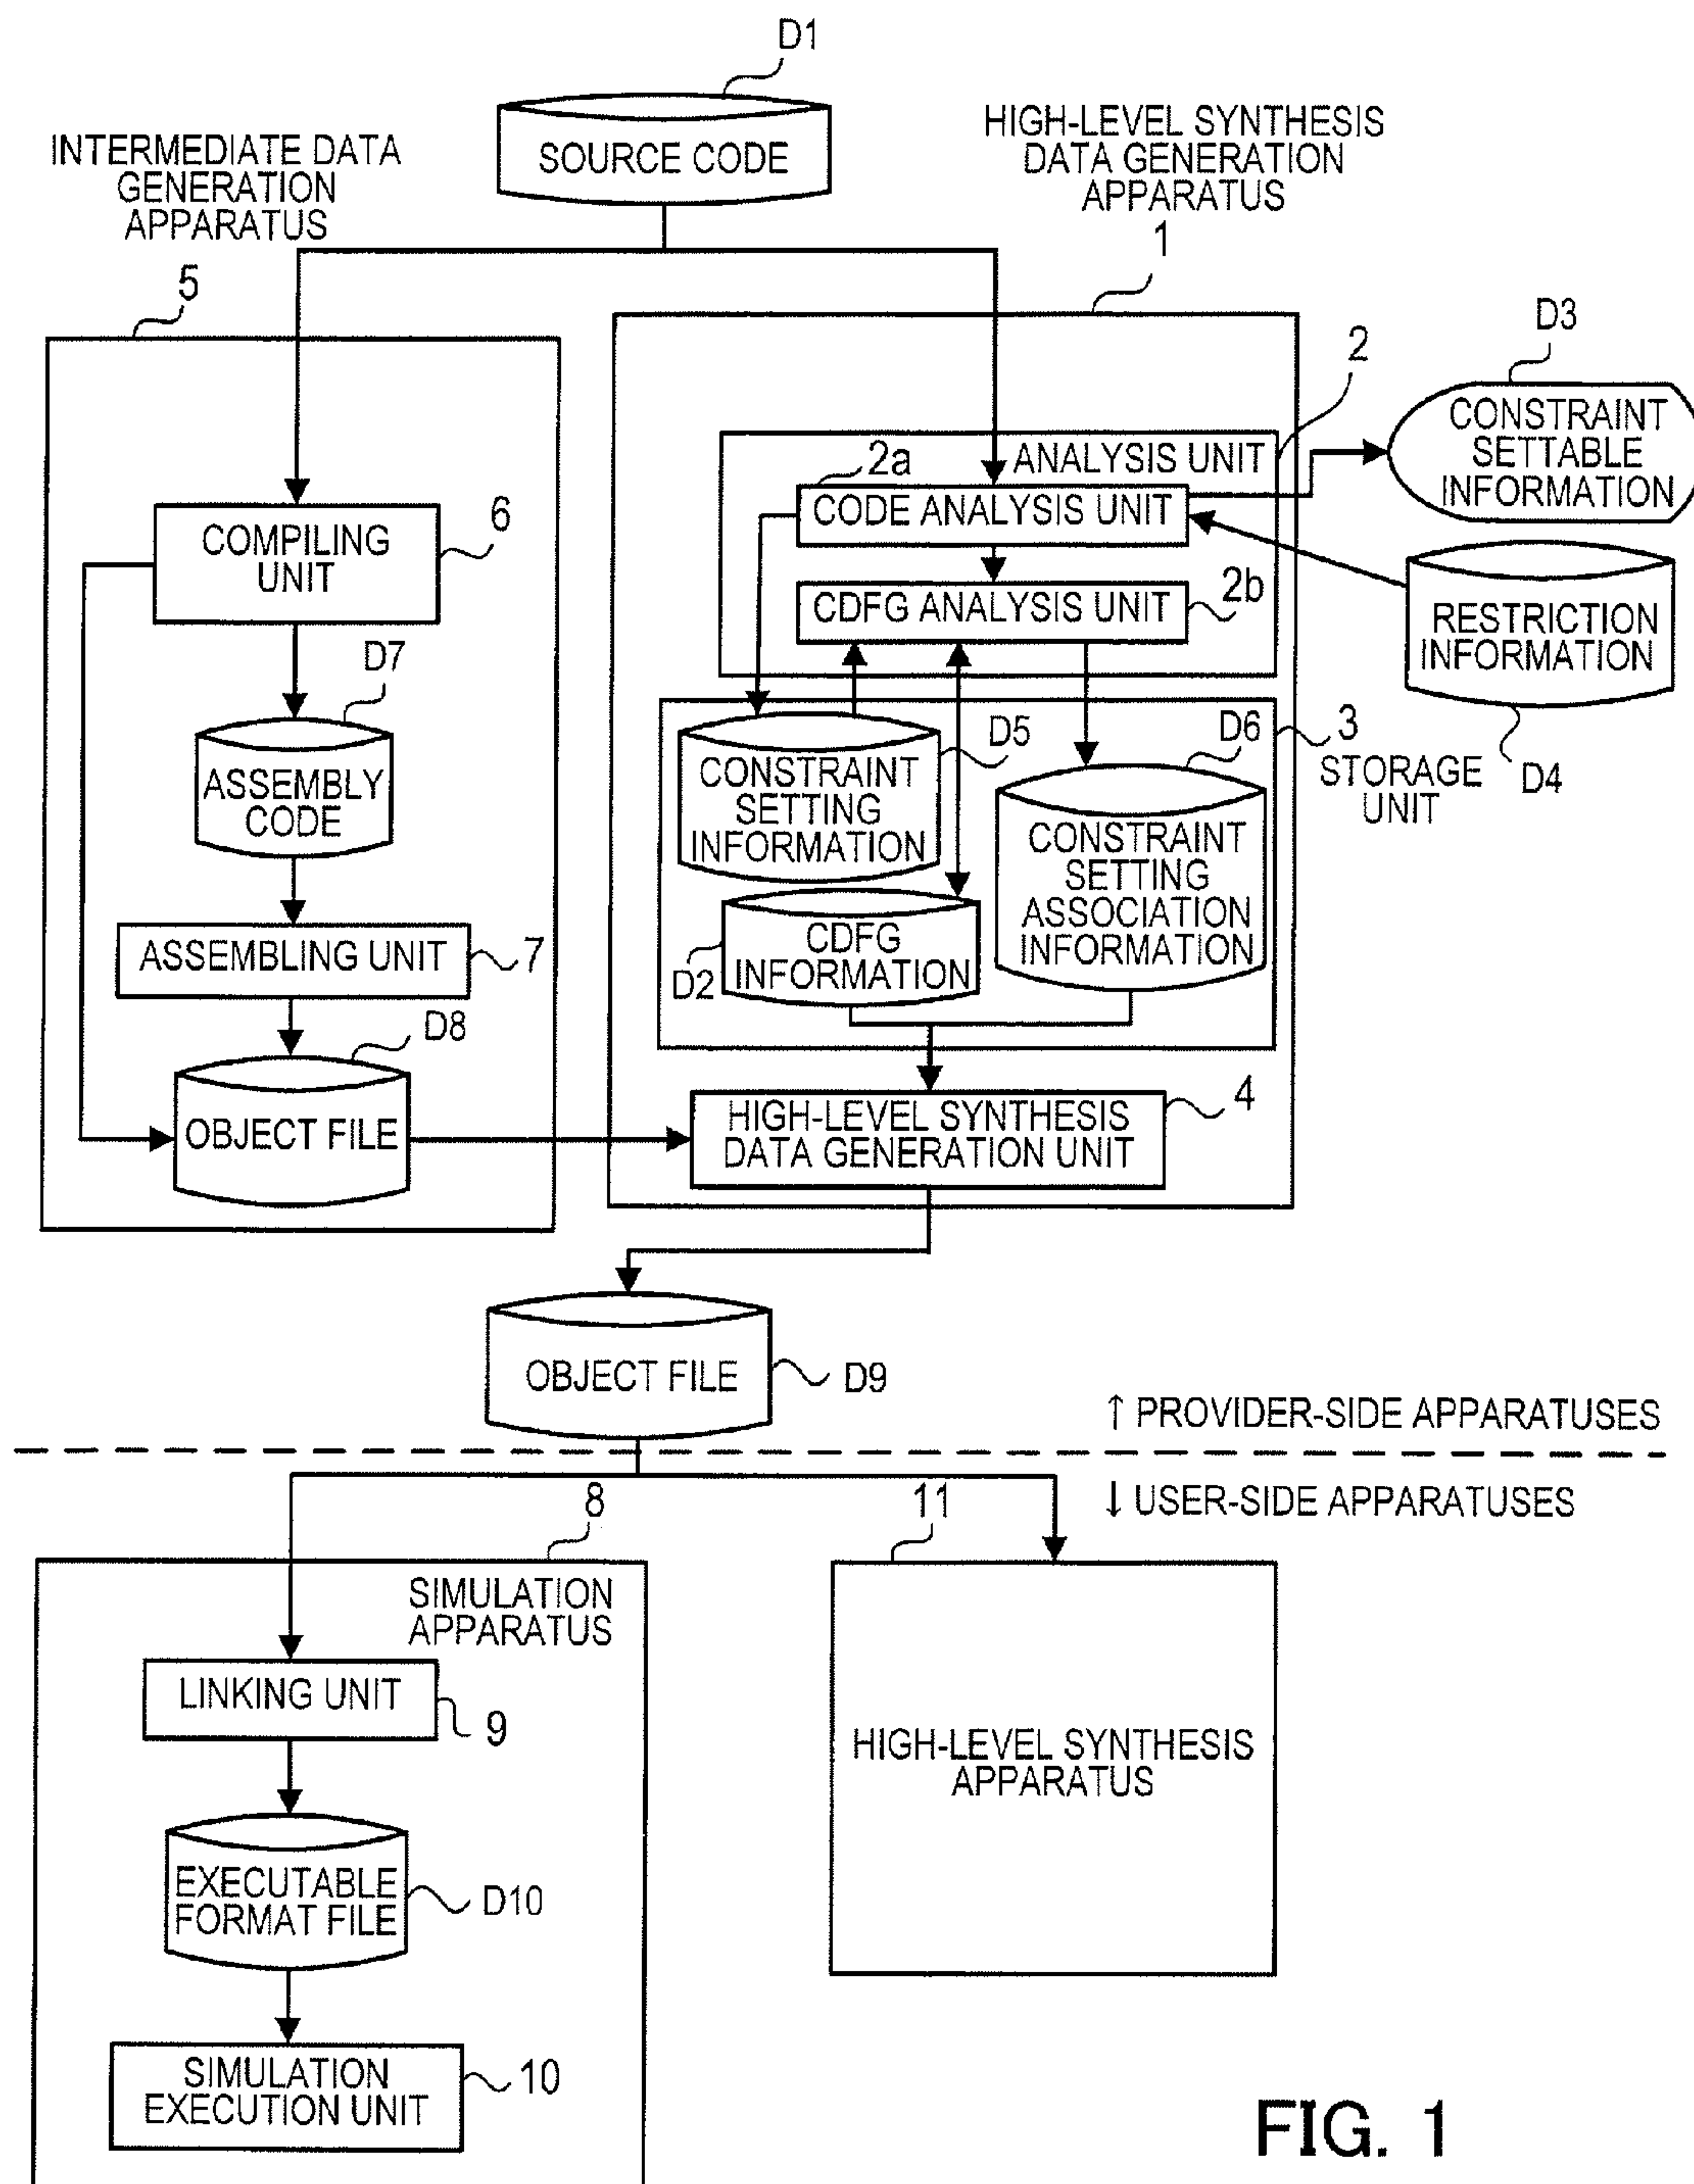 D1
SOURCE CODE
INTERMEDIATE DATA
GENERATION
APPARATUS
HIGH-LEVEL SYNTHESIS
DATA GENERATION
APPARATUS
1
5
D3
2
CONSTRAINT
SETTABLE
INFORMATION
2a
ANALYSIS UNIT
CODE ANALYSIS UNIT
6
COMPILING
UNIT
CDFG ANALYSIS UNIT
2b
RESTRICTION
INFORMATION
D4
D7
ASSEMBLY
CODE
D5
CONSTRAINT
SETTING
INFORMATION
D6
3
STORAGE
UNIT
CONSTRAINT
SETTING
ASSOCIATION
INFORMATION
CDFG
INFORMATION
D2
ASSEMBLING UNIT
7
D8
OBJECT FILE
HIGH-LEVEL SYNTHESIS
DATA GENERATION UNIT
4
OBJECT FILE
D9
↑ PROVIDER-SIDE APPARATUSES
↓ USER-SIDE APPARATUSES
8
11
SIMULATION
APPARATUS
LINKING UNIT
9
HIGH-LEVEL SYNTHESIS
APPARATUS
EXECUTABLE
FORMAT FILE
D10
SIMULATION
EXECUTION UNIT
10
FIG. 1